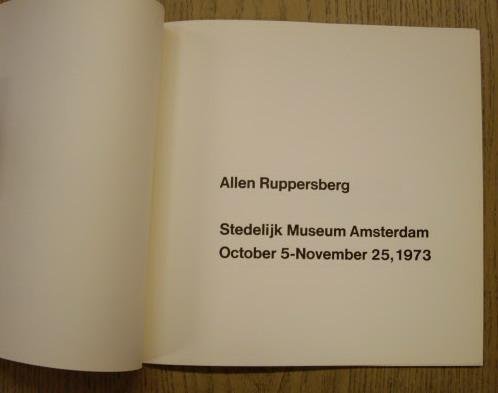 Allen Ruppersberg
Stedelijk Museum Amsterdam
October 5-November 25, 1973